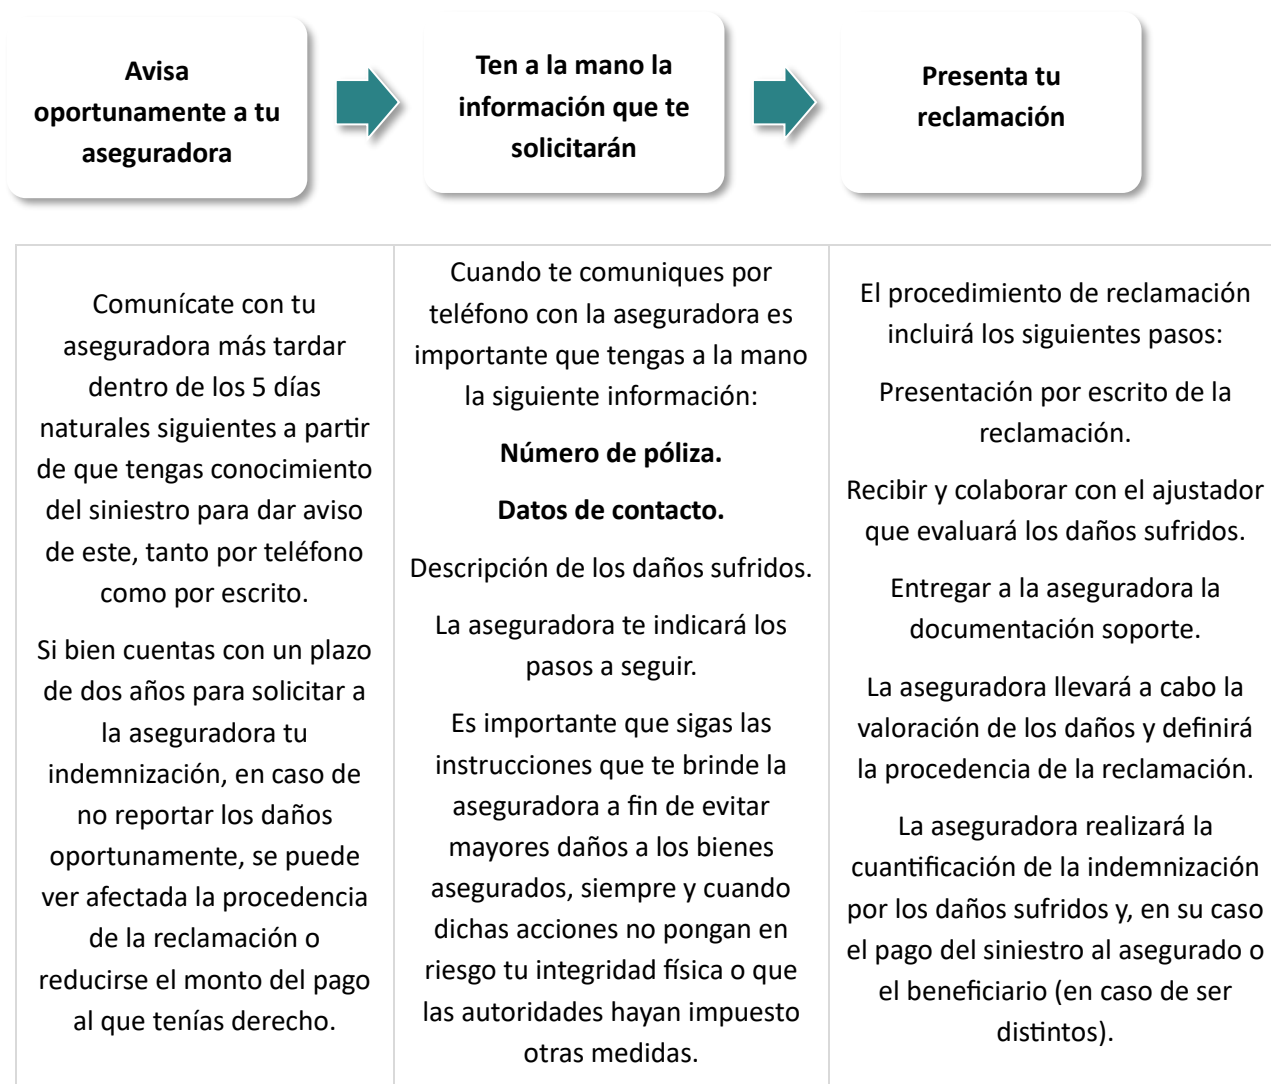 Avisa
oportunamente a tu
aseguradora
Ten a la mano la
información que te
solicitarán
Presenta tu
reclamación
Comunícate con tu
aseguradora más tardar
dentro de los 5 días
naturales siguientes a partir
de que tengas conocimiento
del siniestro para dar aviso
de este, tanto por teléfono
como por escrito.
Si bien cuentas con un plazo
de dos años para solicitar a
la aseguradora tu
indemnización, en caso de
no reportar los daños
oportunamente, se puede
ver afectada la procedencia
de la reclamación o
reducirse el monto del pago
al que tenías derecho.
Cuando te comuniques por
teléfono con la aseguradora es
importante que tengas a la mano
la siguiente información:
Número de póliza.
Datos de contacto.
Descripción de los daños sufridos.
La aseguradora te indicará los
pasos a seguir.
Es importante que sigas las
instrucciones que te brinde la
aseguradora a fin de evitar
mayores daños a los bienes
asegurados, siempre y cuando
dichas acciones no pongan en
riesgo tu integridad física o que
las autoridades hayan impuesto
otras medidas.
El procedimiento de reclamación
incluirá los siguientes pasos:
Presentación por escrito de la
reclamación.
Recibir y colaborar con el ajustador
que evaluará los daños sufridos.
Entregar a la aseguradora la
documentación soporte.
La aseguradora llevará a cabo la
valoración de los daños y definirá
la procedencia de la reclamación.
La aseguradora realizará la
cuantificación de la indemnización
por los daños sufridos y, en su caso
el pago del siniestro al asegurado o
el beneficiario (en caso de ser
distintos).